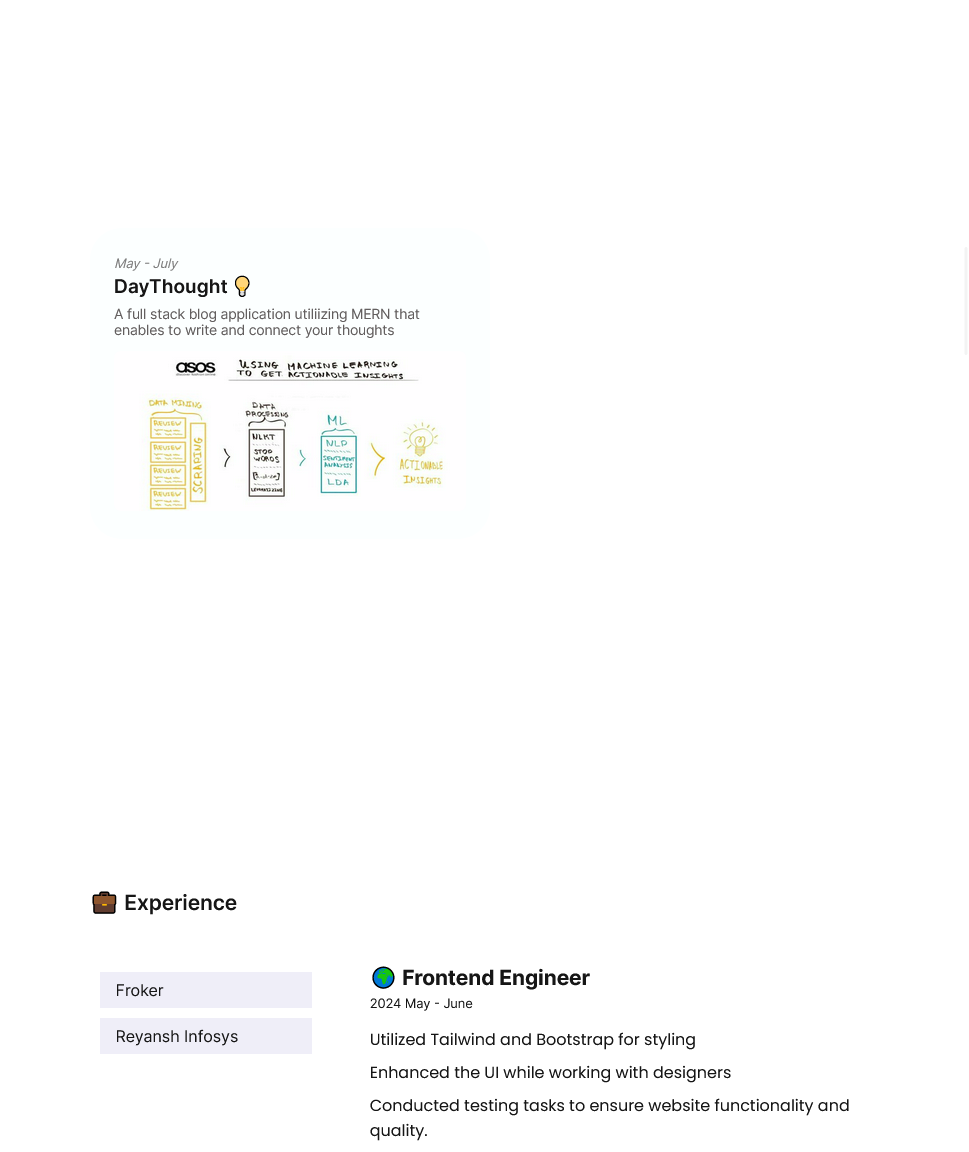 May - July
DayThought
A full stack blog application utiliizing MERN that
enables to write and connect your thoughts
asos
USING MACHINE LEARNING
TO GET ACTIONABLE INSIGHTS
DATA MINING
REVIEW
REVIEW
REVIEW
REVIEW
SCRAPING
DATA
PROCESSING
NLKT
STOP
WORDS
ML
NLP
SENTIMENT
ANALYSIS
LDA
ACTIONABLE
INSIGHTS
Experience
Froker
Reyansh Infosys
Frontend Engineer
2024 May - June
Utilized Tailwind and Bootstrap for styling
Enhanced the UI while working with designers
Conducted testing tasks to ensure website functionality and
quality.